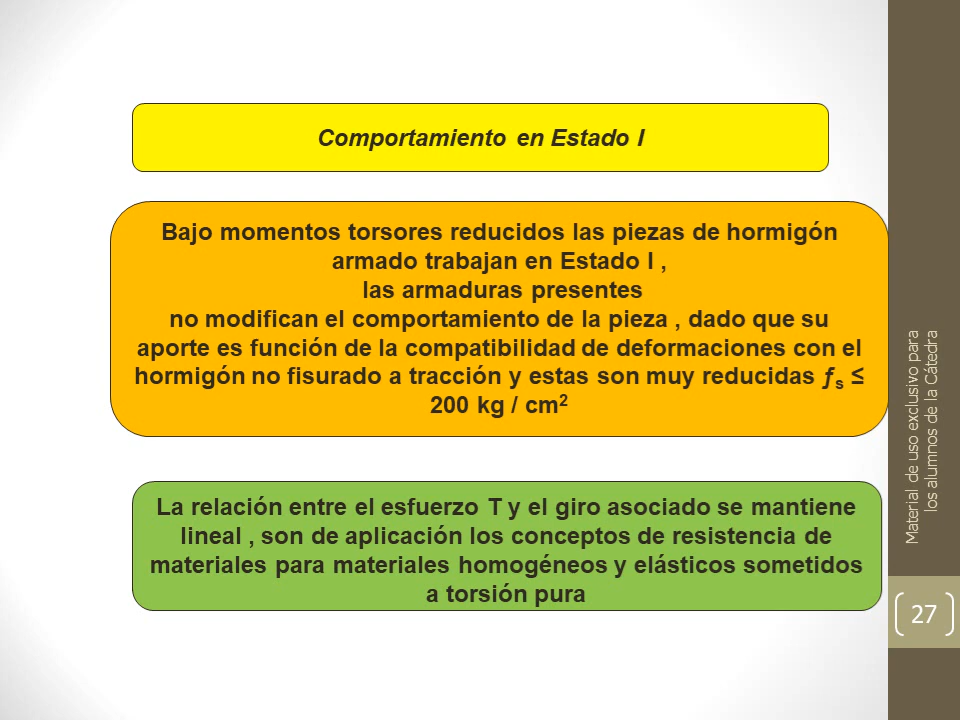 Comportamiento en Estado I
Bajo momentos torsores reducidos las piezas de hormigón
armado trabajan en Estado I ,
las armaduras presentes
no modifican el comportamiento de la pieza , dado que su
aporte es función de la compatibilidad de deformaciones con el
hormigón no fisurado a tracción y estas son muy reducidas ƒs ≤
200 kg / cm2
La relación entre el esfuerzo T y el giro asociado se mantiene
lineal , son de aplicación los conceptos de resistencia de
materiales para materiales homogéneos y elásticos sometidos
a torsión pura
Material de uso exclusivo para
los alumnos de la Cátedra
27